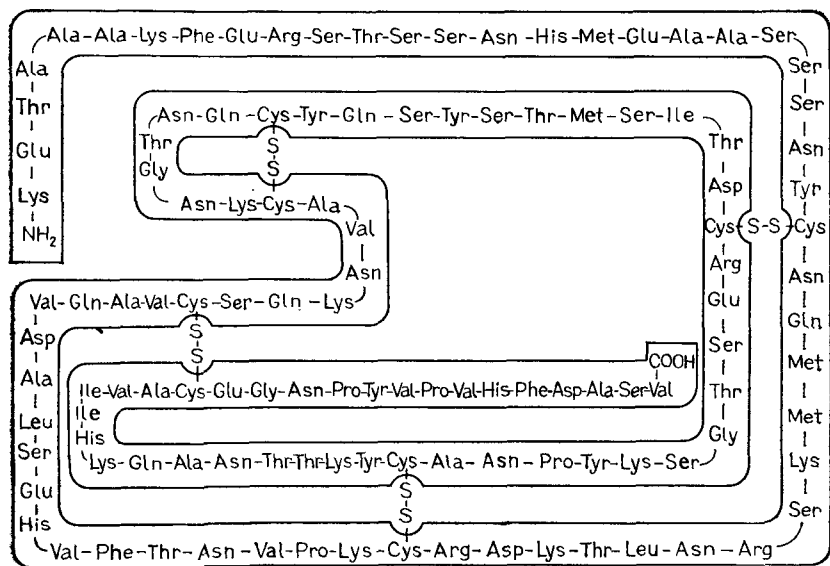 Ala-Ala-Lys-Phe-Glu-Arg-Ser-Thr-Ser-Ser-Asn-His-Met-Glu-Ala-Ala-Ser
Ala
Ser
Thr
Ser
Asn-Gln-Cys-Tyr-Gln-Ser-Tyr-Ser-Thr-Met-Ser-Ile
Thr
Thr
S
Glu
Asn
Gly
S
Asp
Tyr
Lys
Asn-Lys-Cys-Ala
NH₂
Val
Cys-S-S-Cys
Arg
Asn
Asn
Val-Gln-Ala-Val-Cys-Ser-Gln-Lys
Glu
Gln
Asp
S
Ser
S
COOH
Met
Ala
Ile-Val-Ala-Cys-Glu-Gly-Asn-Pro-Tyr-Val-Pro-Val-His-Phe-Asp-Ala-Ser-Val
Thr
Ile
Met
Leu
His
Gly
Ser
Lys-Gln-Ala-Asn-Thr-Thr-Lys-Tyr-Cys-Ala-Asn-Pro-Tyr-Lys-Ser
Lys
Glu
S
Ser
S
His
Val-Phe-Thr-Asn-Val-Pro-Lys-Cys-Arg-Asp-Lys-Thr-Leu-Asn-Arg